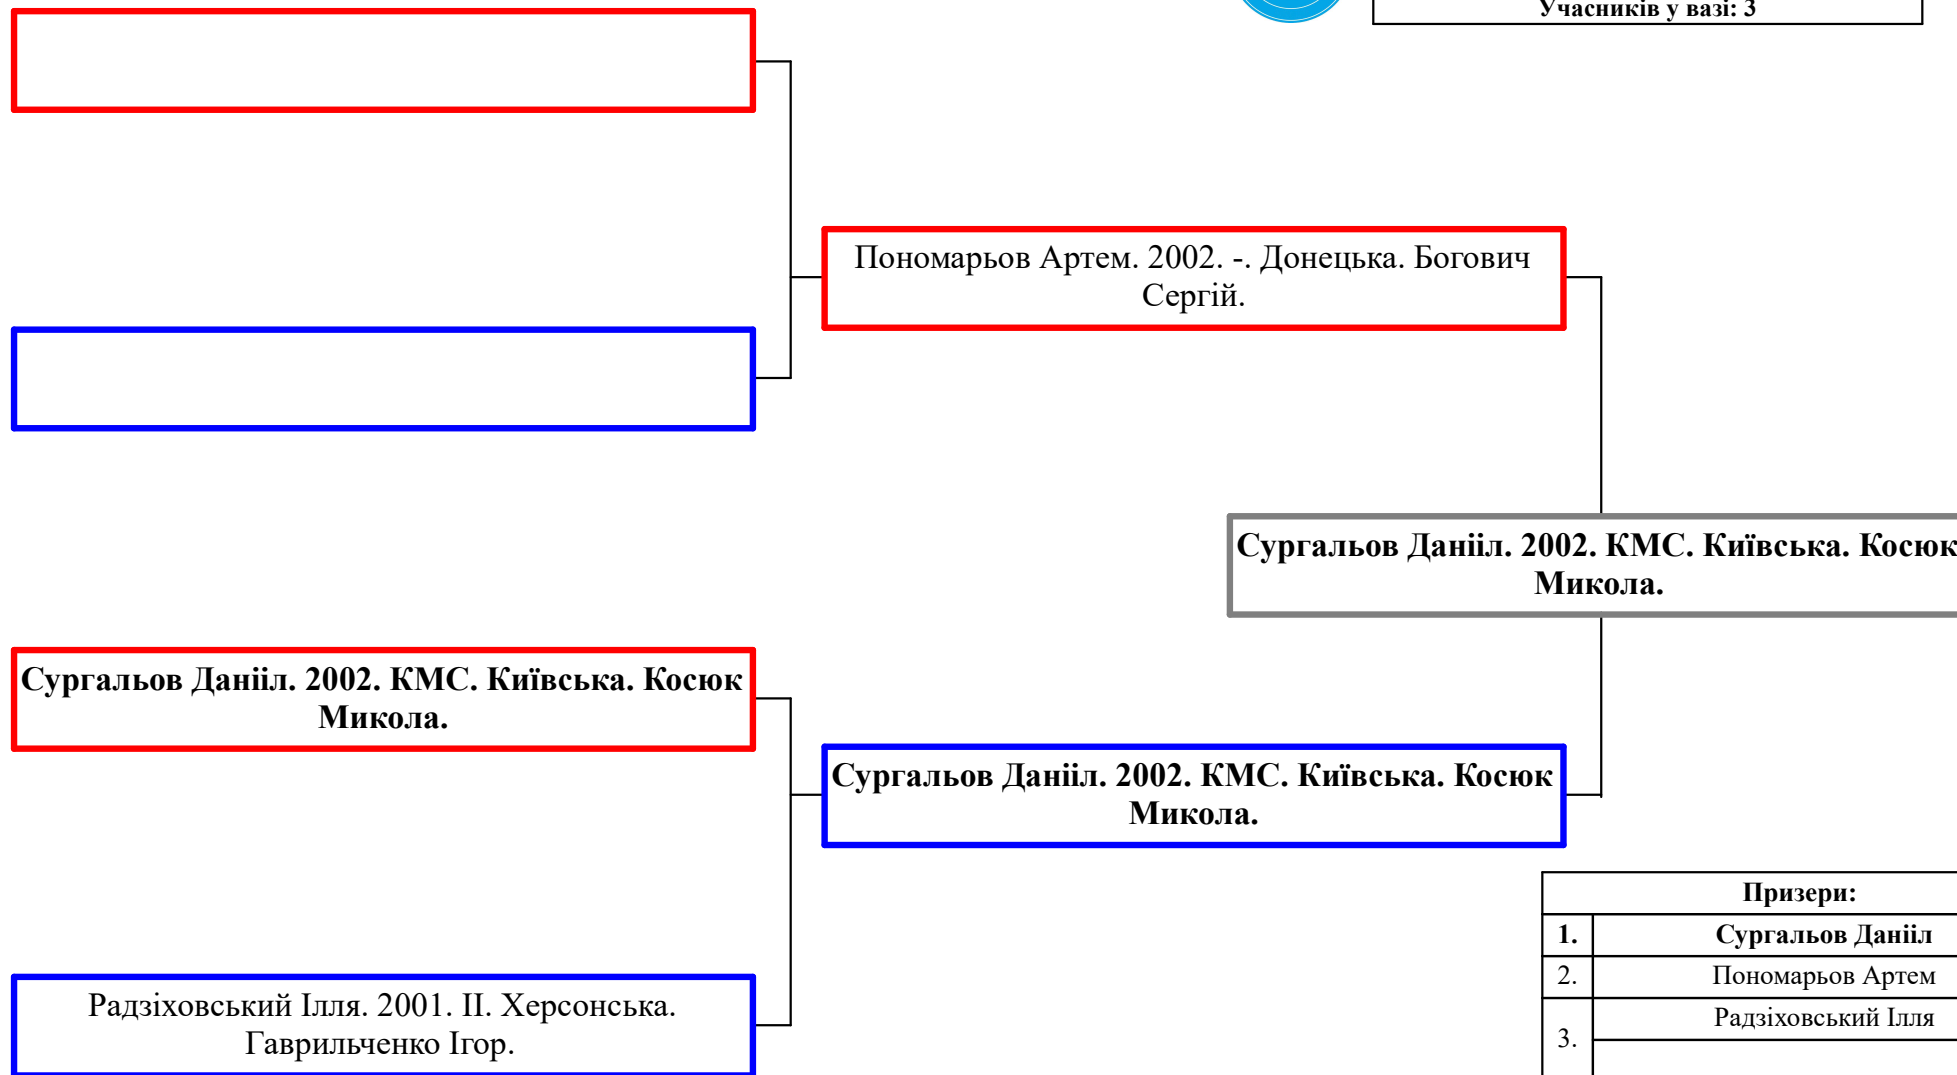 Учасників у вазі: 3
Пономарьов Артем. 2002. -. Донецька. Богович
Сергій.
Сургальов Данііл. 2002. КМС. Київська. Косюк
Микола.
Сургальов Данііл. 2002. КМС. Київська. Косюк
Микола.
Сургальов Данііл. 2002. КМС. Київська. Косюк
Микола.
Радзіховський Ілля. 2001. II. Херсонська.
Гаврильченко Ігор.
Призери:
1. Сургальов Данііл
2. Пономарьов Артем
3. Радзіховський Ілля